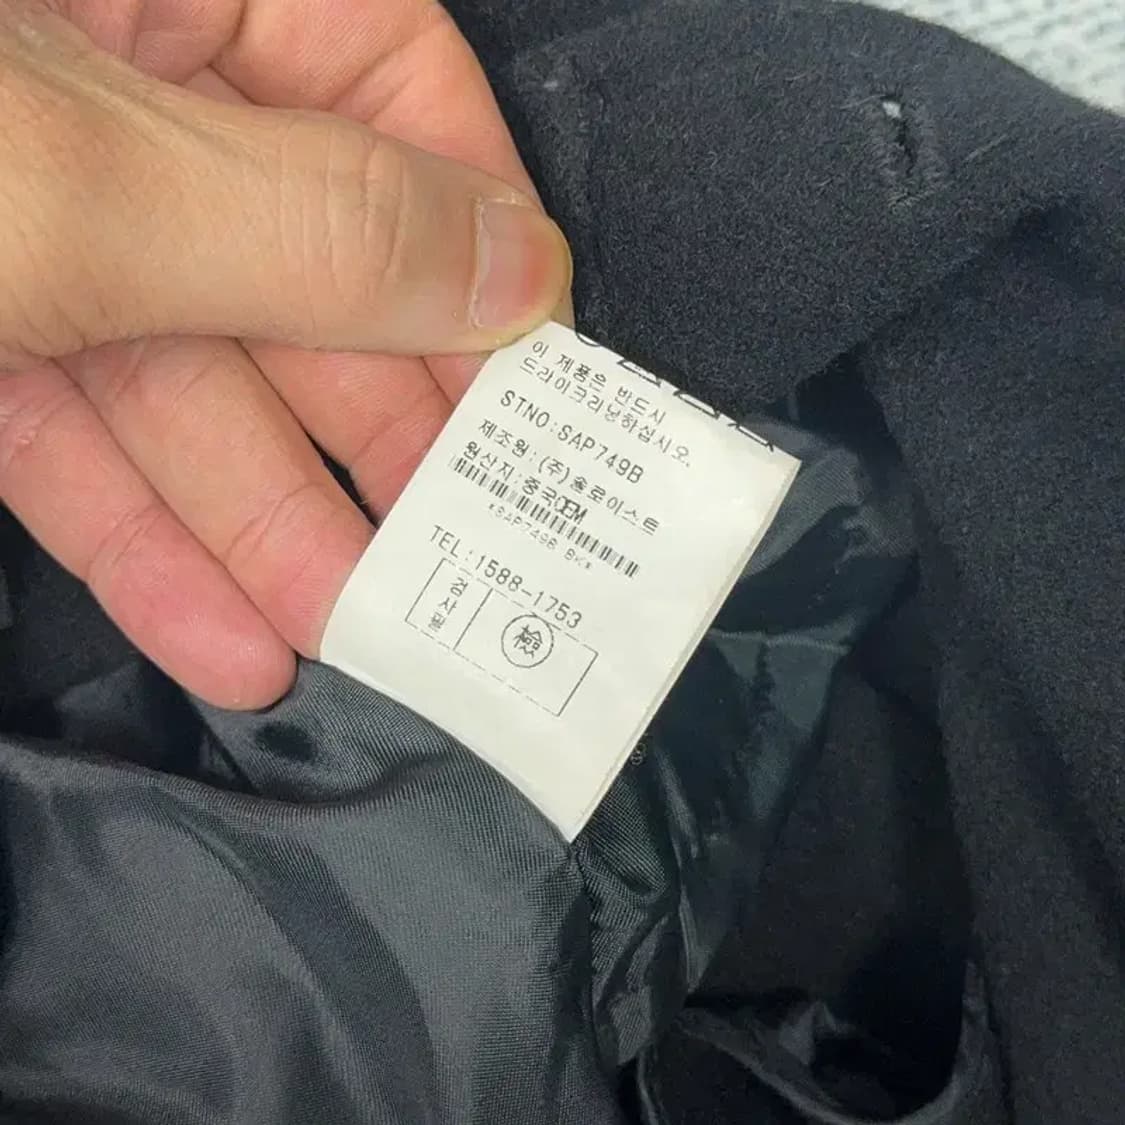 이 제품은 반드시
드라이크리닝하십시오.
STNO:SAP749B
제조원:(주)솔로이스트
원산지:중국OEM
*SAP749B BK*
TEL:1588-1753
검사필
檢